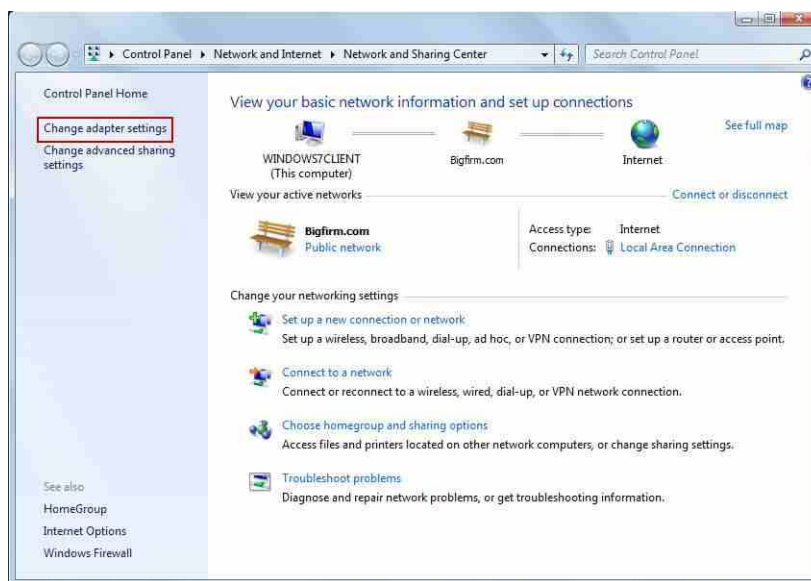 Control Panel ▸ Network and Internet ▸ Network and Sharing Center
Search Control Panel
Control Panel Home
Change adapter settings
Change advanced sharing
settings
See also
HomeGroup
Internet Options
Windows Firewall
View your basic network information and set up connections
See full map
WINDOWS7CLIENT
(This computer)
Bigfirm.com
Internet
View your active networks
Connect or disconnect
Bigfirm.com
Public network
Access type: Internet
Connections: Local Area Connection
Change your networking settings
Set up a new connection or network
Set up a wireless, broadband, dial-up, ad hoc, or VPN connection; or set up a router or access point.
Connect to a network
Connect or reconnect to a wireless, wired, dial-up, or VPN network connection.
Choose homegroup and sharing options
Access files and printers located on other network computers, or change sharing settings.
Troubleshoot problems
Diagnose and repair network problems, or get troubleshooting information.